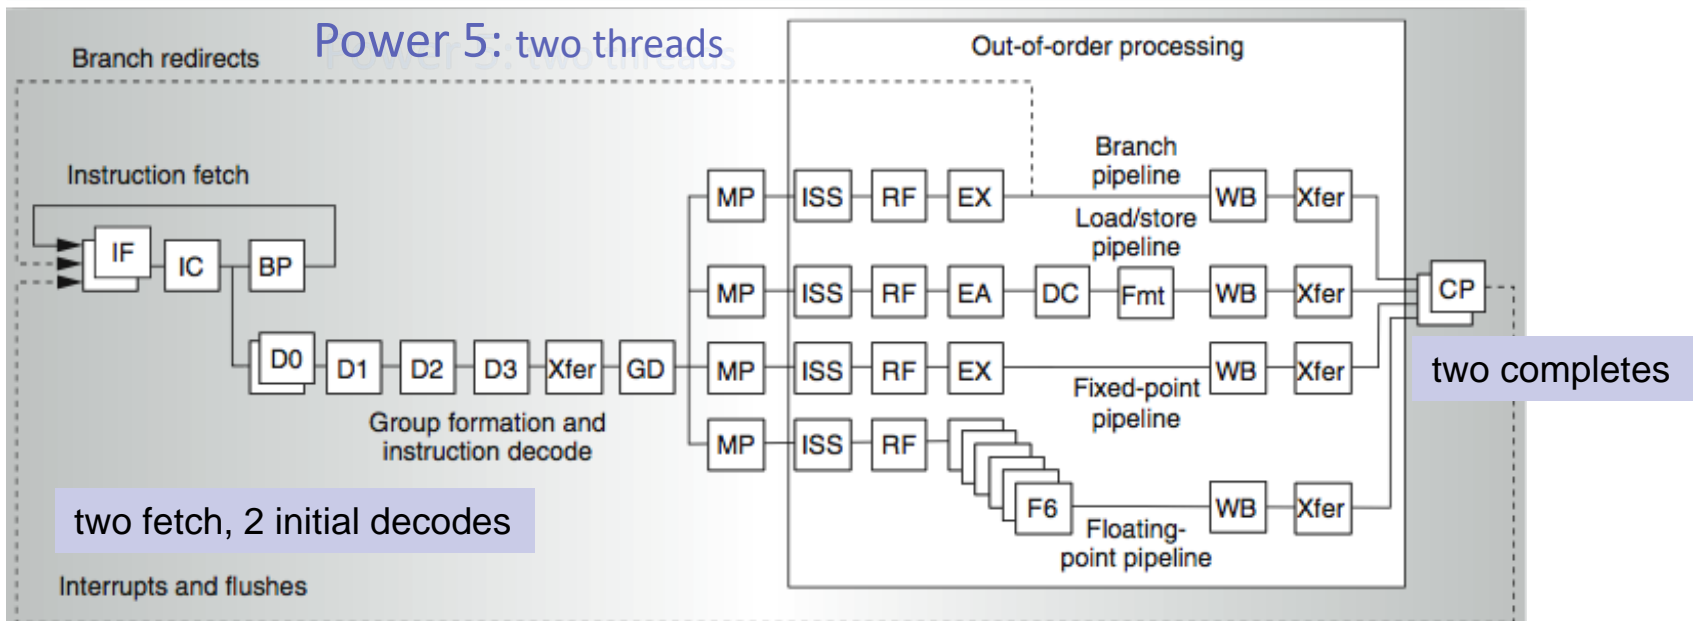 Power 5: two threads
Out-of-order processing
Branch redirects
Instruction fetch
Branch
pipeline
MP ISS RF EX WB Xfer
Load/store
pipeline
IF IC BP
MP ISS RF EA DC Fmt WB Xfer
CP
D0 D1 D2 D3 Xfer GD
MP ISS RF EX WB Xfer
two completes
Fixed-point
pipeline
Group formation and
instruction decode
MP ISS RF
F6 WB Xfer
Floating-
point pipeline
two fetch, 2 initial decodes
Interrupts and flushes